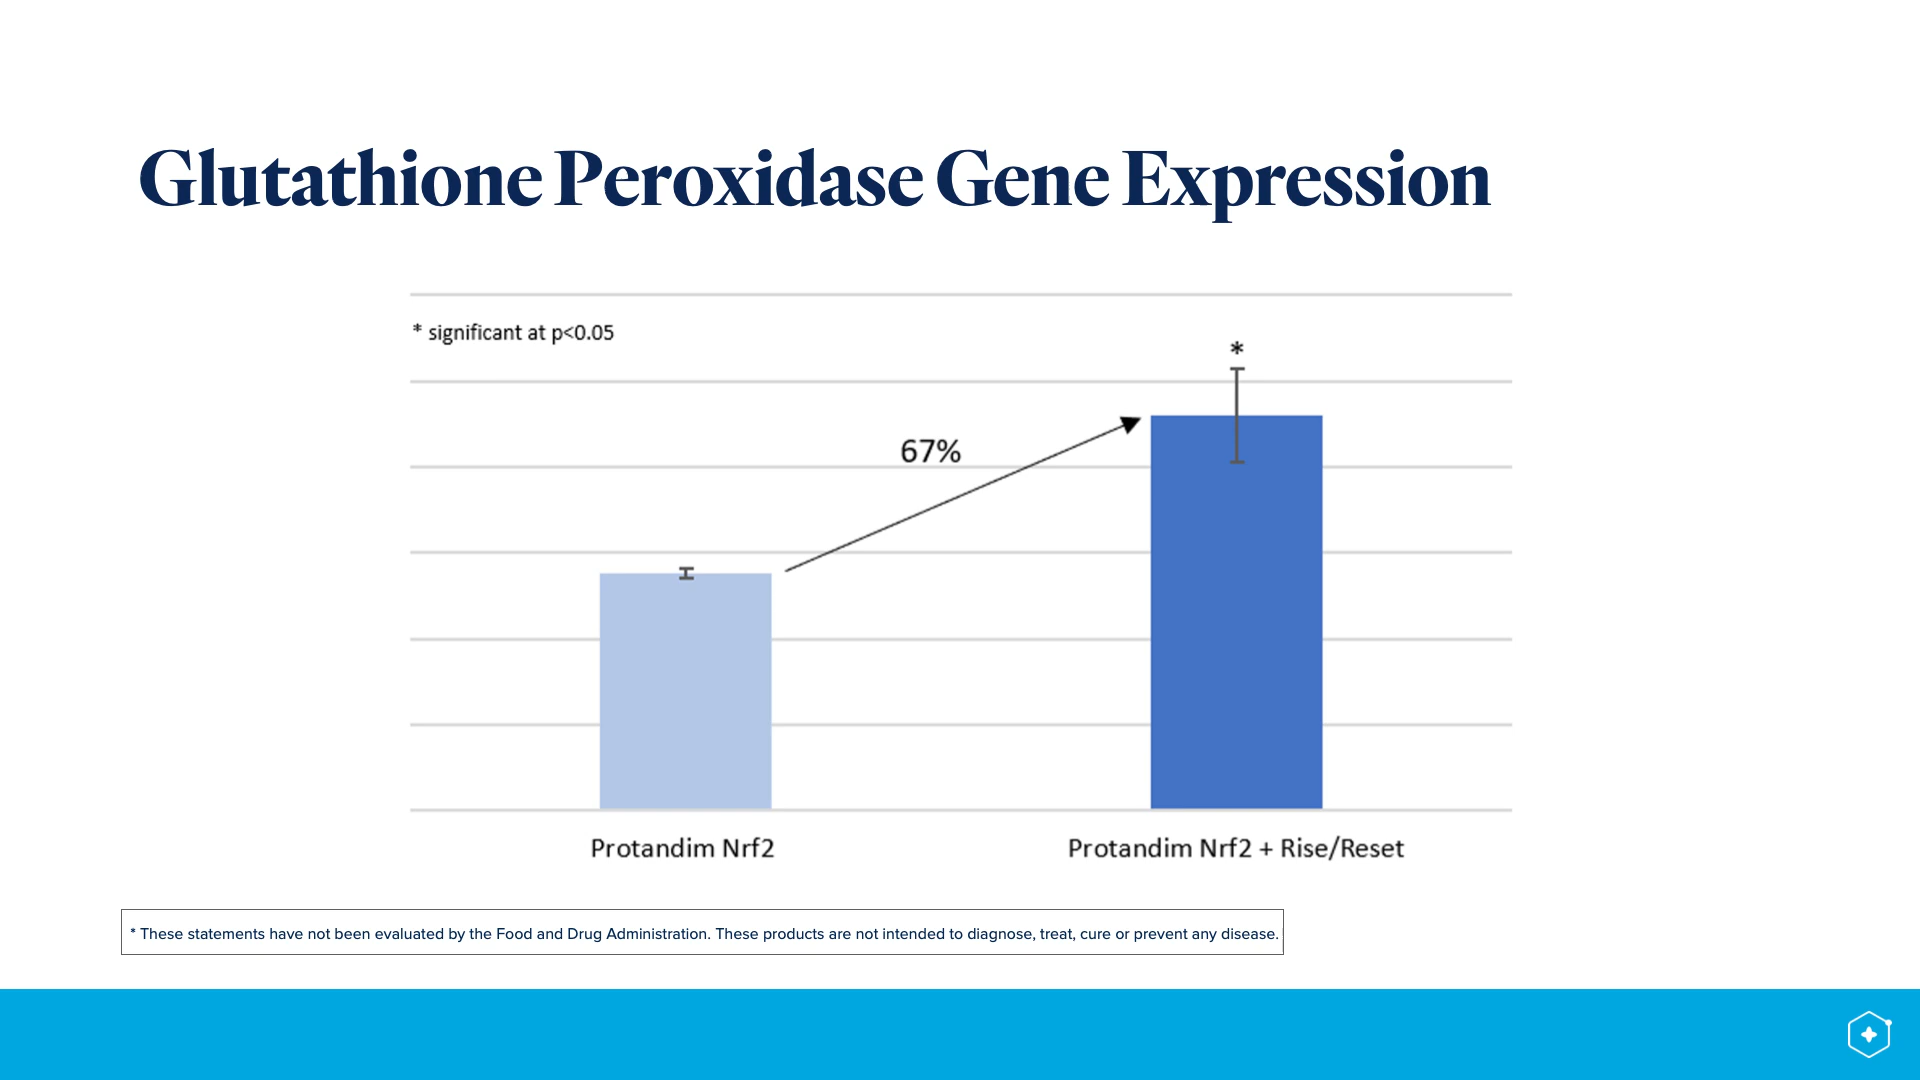 Glutathione Peroxidase Gene Expression
* significant at p<0.05
*
67%
Protandim Nrf2
Protandim Nrf2 + Rise/Reset
* These statements have not been evaluated by the Food and Drug Administration. These products are not intended to diagnose, treat, cure or prevent any disease.